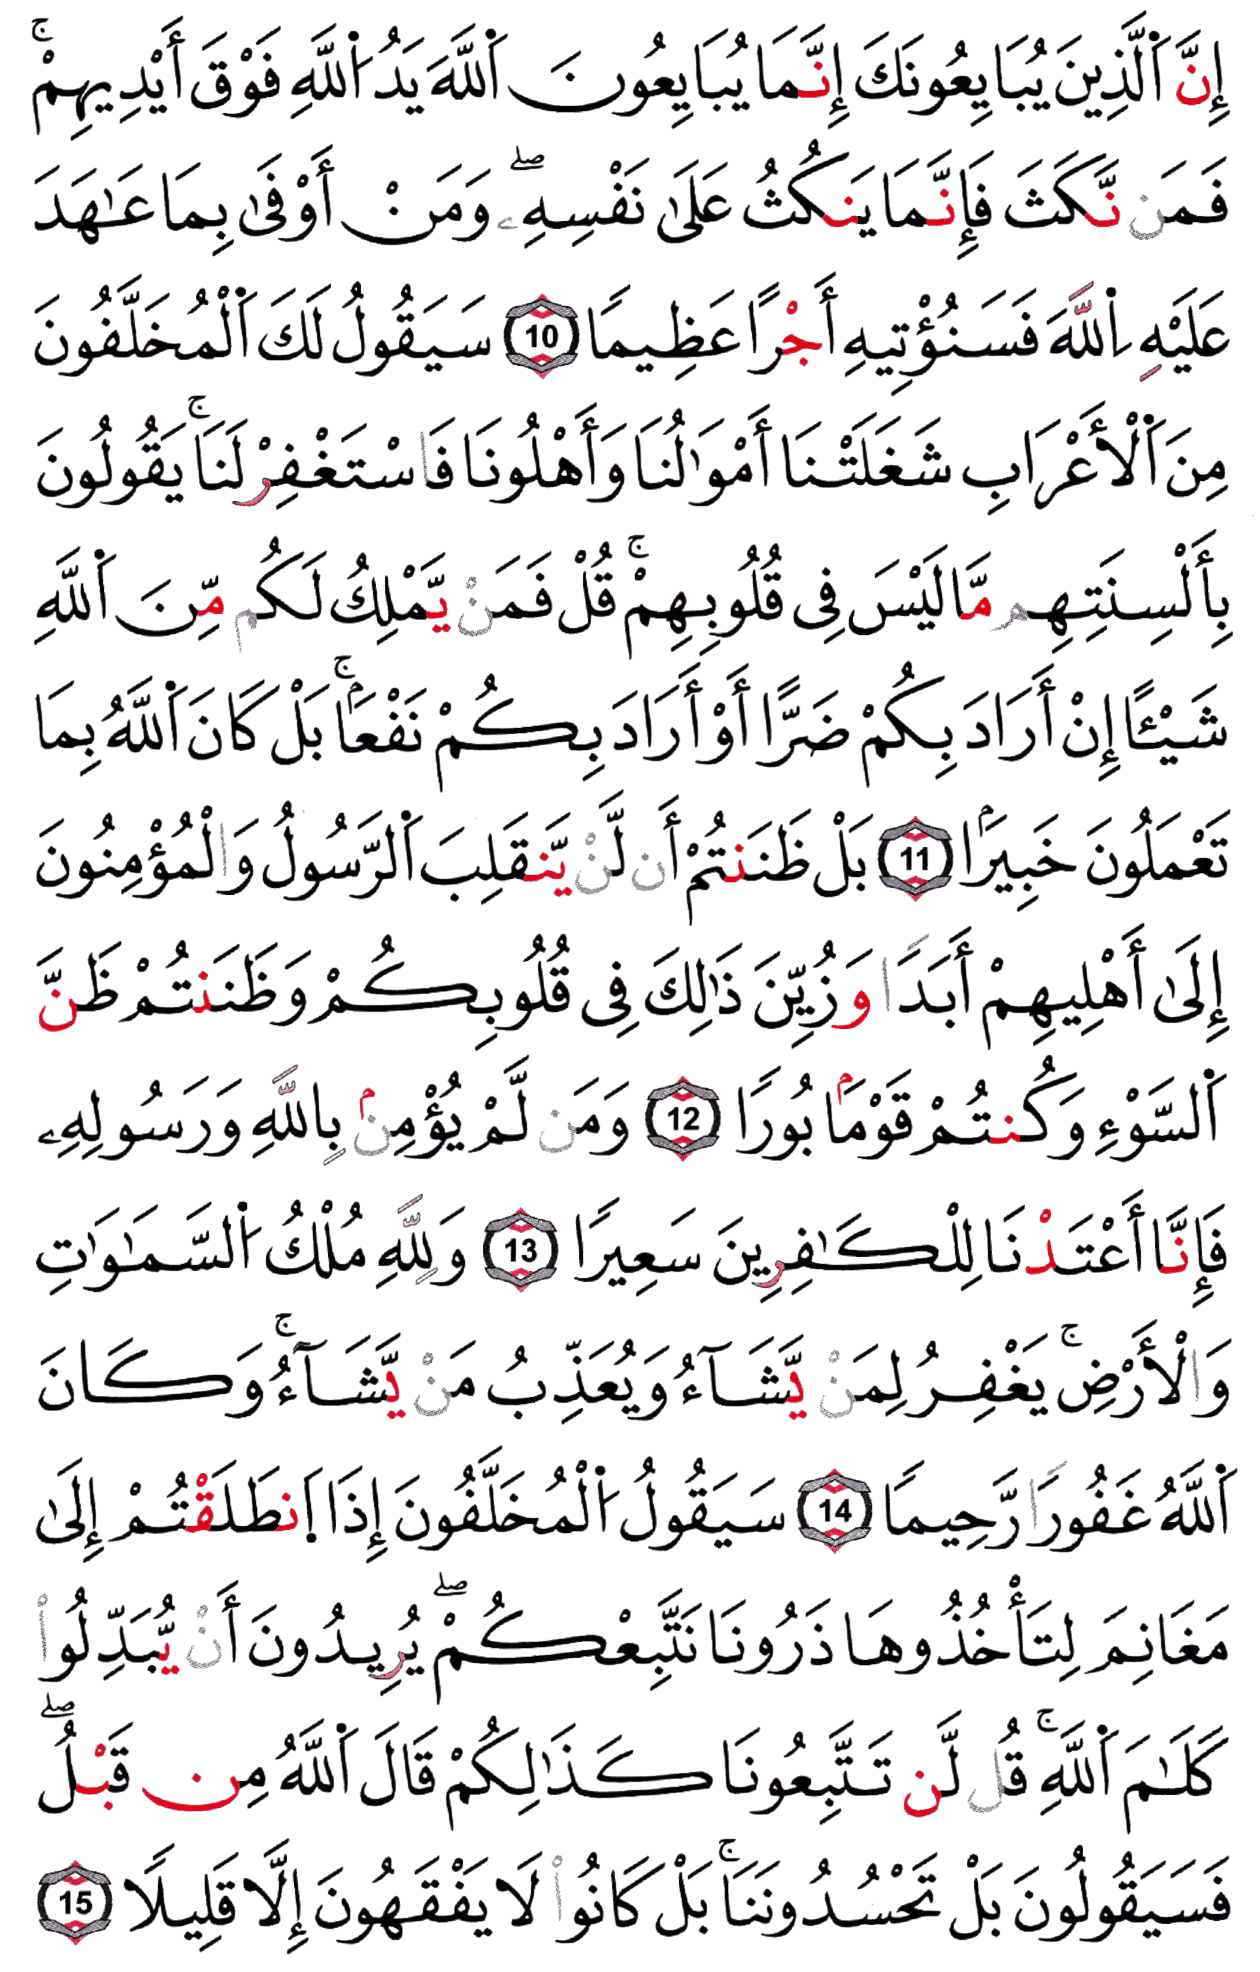 إِنَّ ٱلَّذِينَ يُبَايِعُونَكَ إِنَّمَا يُبَايِعُونَ ٱللَّهَ يَدُ ٱللَّهِ فَوْقَ أَيْدِيهِمْ ۚ
فَمَن نَّكَثَ فَإِنَّمَا يَنكُثُ عَلَىٰ نَفْسِهِۦ ۖ وَمَنْ أَوْفَىٰ بِمَا عَـٰهَدَ
عَلَيْهِ ٱللَّهَ فَسَنُؤْتِيهِ أَجْرًا عَظِيمًا 10 سَيَقُولُ لَكَ ٱلْمُخَلَّفُونَ
مِنَ ٱلْأَعْرَابِ شَغَلَتْنَا أَمْوَٰلُنَا وَأَهْلُونَا فَاسْتَغْفِرْ لَنَا ۚ يَقُولُونَ
بِأَلْسِنَتِهِم مَّا لَيْسَ فِى قُلُوبِهِمْ ۚ قُلْ فَمَنْ يَّمْلِكُ لَكُم مِّنَ ٱللَّهِ
شَيْـًٔا إِنْ أَرَادَ بِكُمْ ضَرًّا أَوْ أَرَادَ بِكُمْ نَفْعَۢا ۚ بَلْ كَانَ ٱللَّهُ بِمَا
تَعْمَلُونَ خَبِيرَۢا 11 بَلْ ظَنَنتُمْ أَن لَّنْ يَّنقَلِبَ ٱلرَّسُولُ وَالْمُؤْمِنُونَ
إِلَىٰ أَهْلِيهِمْ أَبَدًا وَزُيِّنَ ذَٰلِكَ فِى قُلُوبِكُمْ وَظَنَنتُمْ ظَنَّ
ٱلسَّوْءِ وَكُنتُمْ قَوْمَۢا بُورًا 12 وَمَن لَّمْ يُؤْمِنۢ بِاللَّهِ وَرَسُولِهِۦ
فَإِنَّا أَعْتَدْنَا لِلْكَـٰفِرِينَ سَعِيرًا 13 وَلِلَّهِ مُلْكُ ٱلسَّمَـٰوَٰتِ
وَالْأَرْضِ ۚ يَغْفِرُ لِمَنْ يَّشَآءُ وَيُعَذِّبُ مَنْ يَّشَآءُ ۚ وَكَانَ
ٱللَّهُ غَفُورًا رَّحِيمًا 14 سَيَقُولُ ٱلْمُخَلَّفُونَ إِذَا ٱنطَلَقْتُمْ إِلَىٰ
مَغَانِمَ لِتَأْخُذُوهَا ذَرُونَا نَتَّبِعْكُمْ ۖ يُرِيدُونَ أَنْ يُّبَدِّلُوا۟
كَلَـٰمَ ٱللَّهِ ۚ قُل لَّن تَتَّبِعُونَا كَذَٰلِكُمْ قَالَ ٱللَّهُ مِن قَبْلُ ۖ
فَسَيَقُولُونَ بَلْ تَحْسُدُونَنَا ۚ بَلْ كَانُوا۟ لَا يَفْقَهُونَ إِلَّا قَلِيلًا 15